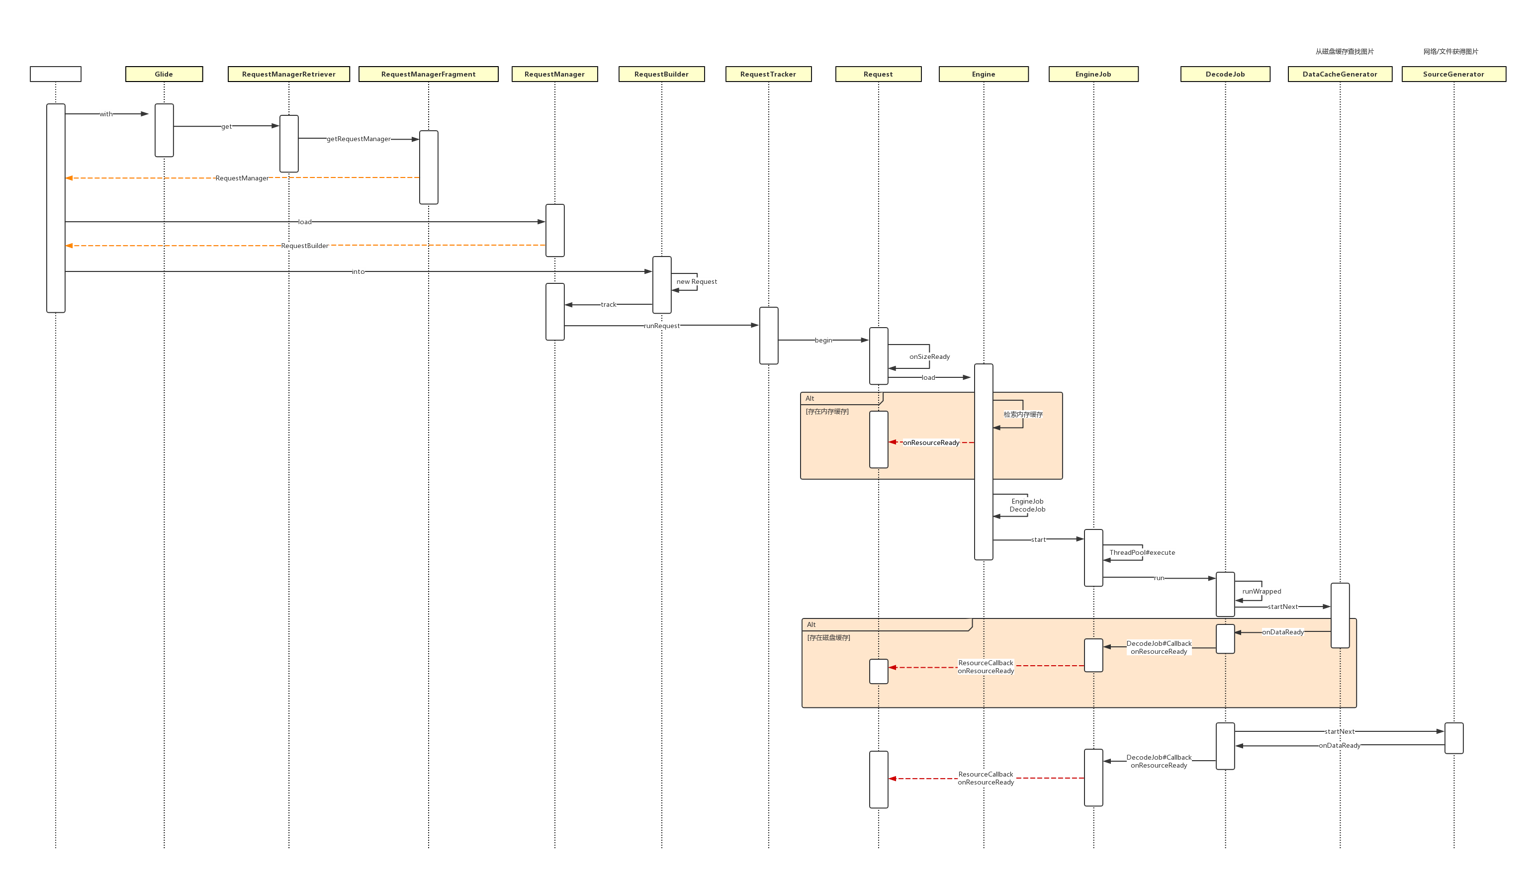 从磁盘缓存查找图片
网络/文件获得图片
Glide
RequestManagerRetriever
RequestManagerFragment
RequestManager
RequestBuilder
RequestTracker
Request
Engine
EngineJob
DecodeJob
DataCacheGenerator
SourceGenerator
with
get
getRequestManager
RequestManager
load
RequestBuilder
into
new Request
track
runRequest
begin
onSizeReady
load
Alt
[存在内存缓存]
检索内存缓存
onResourceReady
EngineJob
DecodeJob
start
ThreadPool#execute
run
runWrapped
startNext
Alt
[存在磁盘缓存]
onDataReady
DecodeJob#Callback
onResourceReady
ResourceCallback
onResourceReady
startNext
onDataReady
DecodeJob#Callback
onResourceReady
ResourceCallback
onResourceReady